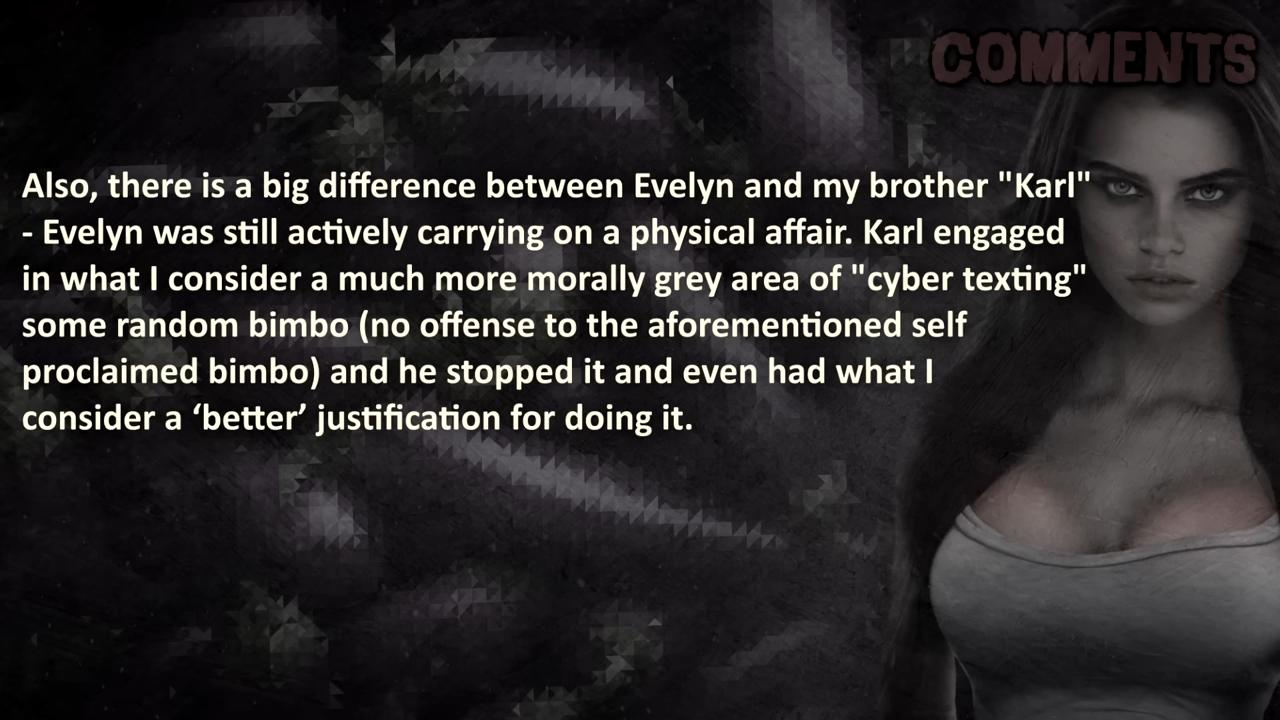 COMMENTS
Also, there is a big difference between Evelyn and my brother "Karl"
- Evelyn was still actively carrying on a physical affair. Karl engaged
in what I consider a much more morally grey area of "cyber texting"
some random bimbo (no offense to the aforementioned self
proclaimed bimbo) and he stopped it and even had what I
consider a ‘better’ justification for doing it.